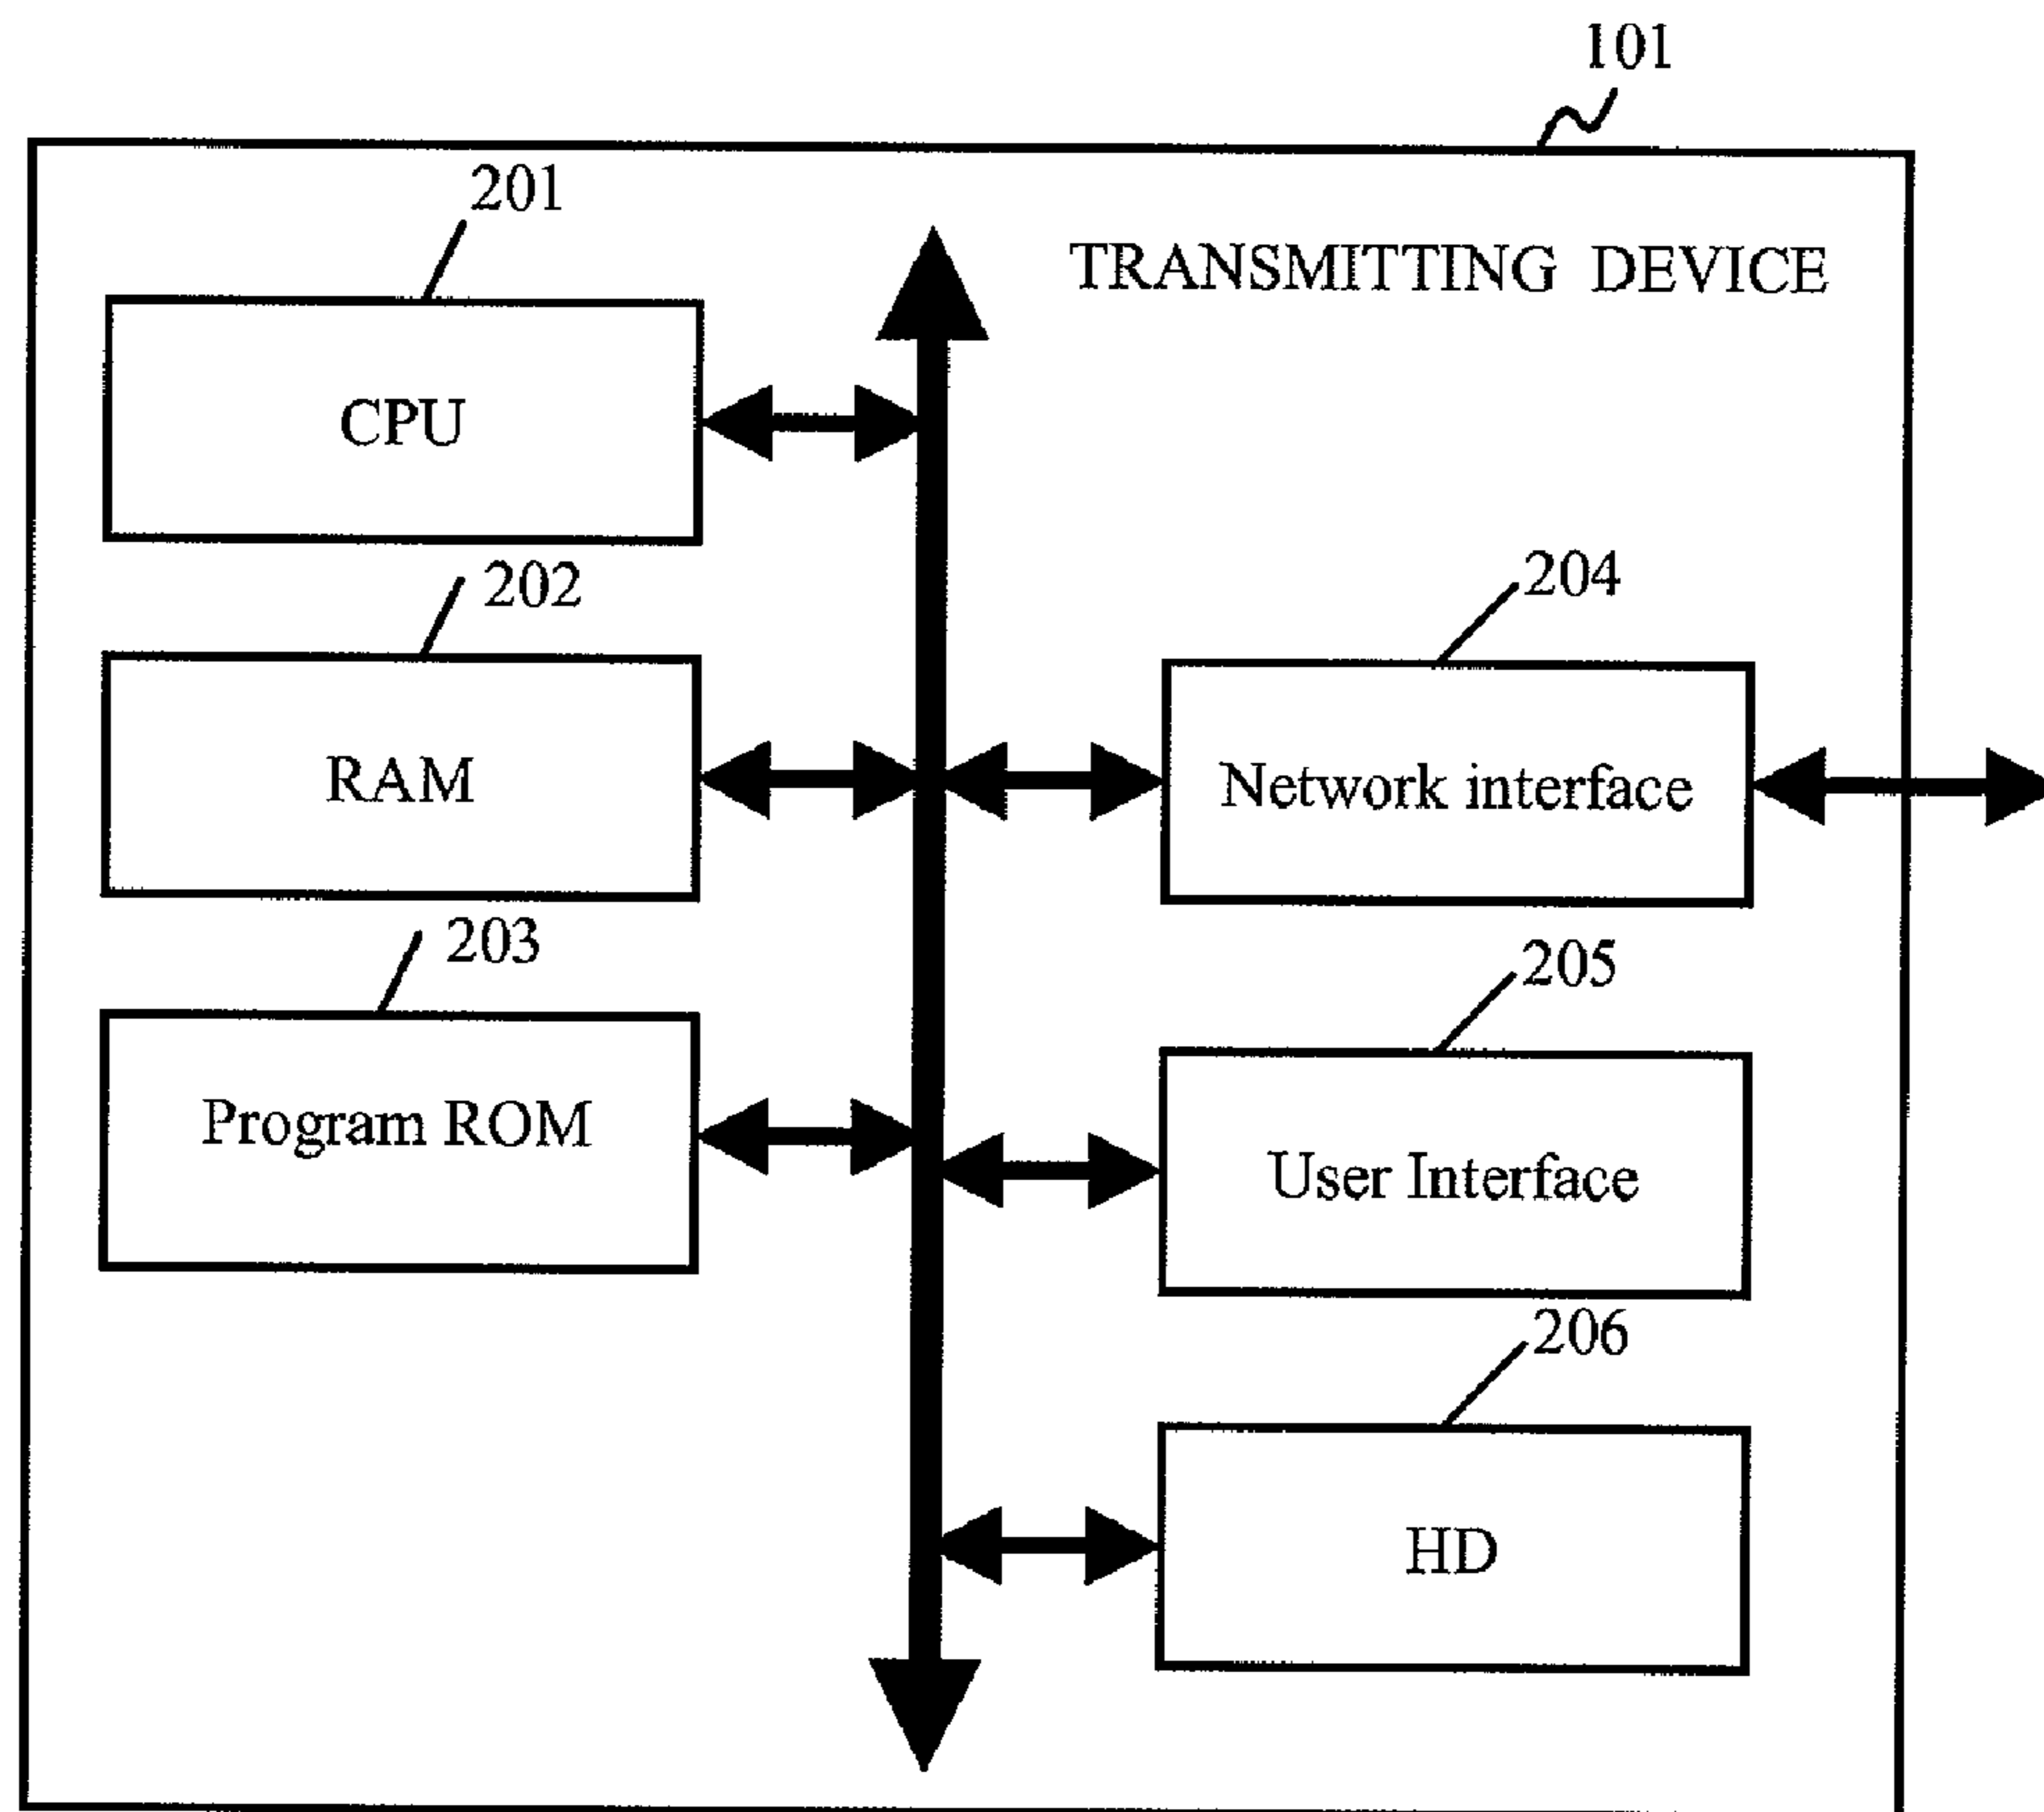 101
201
TRANSMITTING DEVICE
CPU
202
204
RAM
Network interface
203
205
Program ROM
User Interface
206
HD